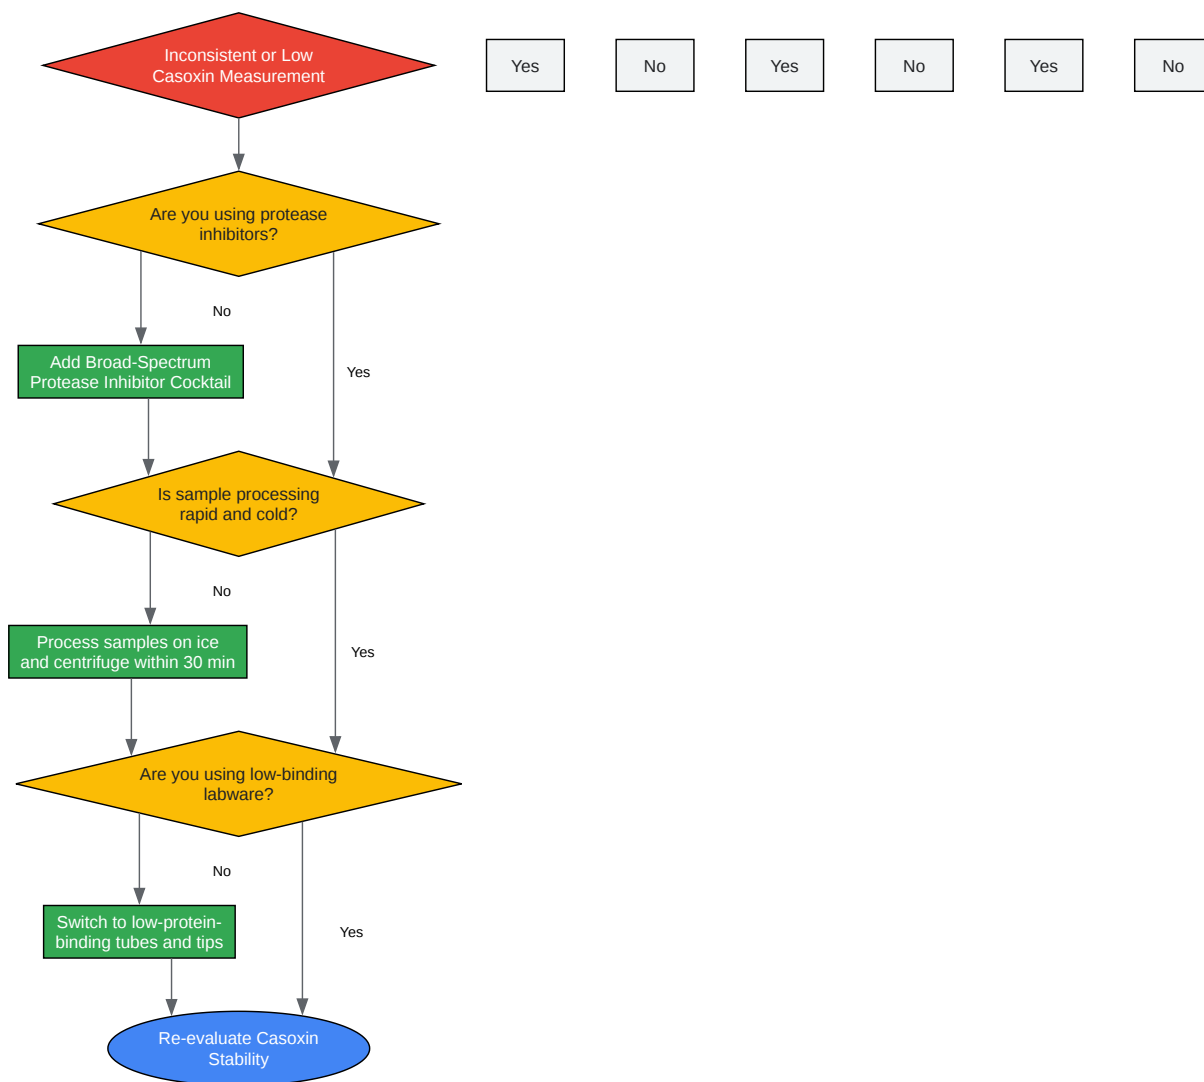 Inconsistent or Low
Casoxin Measurement
Yes
No
Yes
No
Yes
No
Are you using protease
inhibitors?
No
Add Broad-Spectrum
Protease Inhibitor Cocktail
Yes
Is sample processing
rapid and cold?
No
Process samples on ice
and centrifuge within 30 min
Yes
Are you using low-binding
labware?
No
Switch to low-protein-
binding tubes and tips
Yes
Re-evaluate Casoxin
Stability